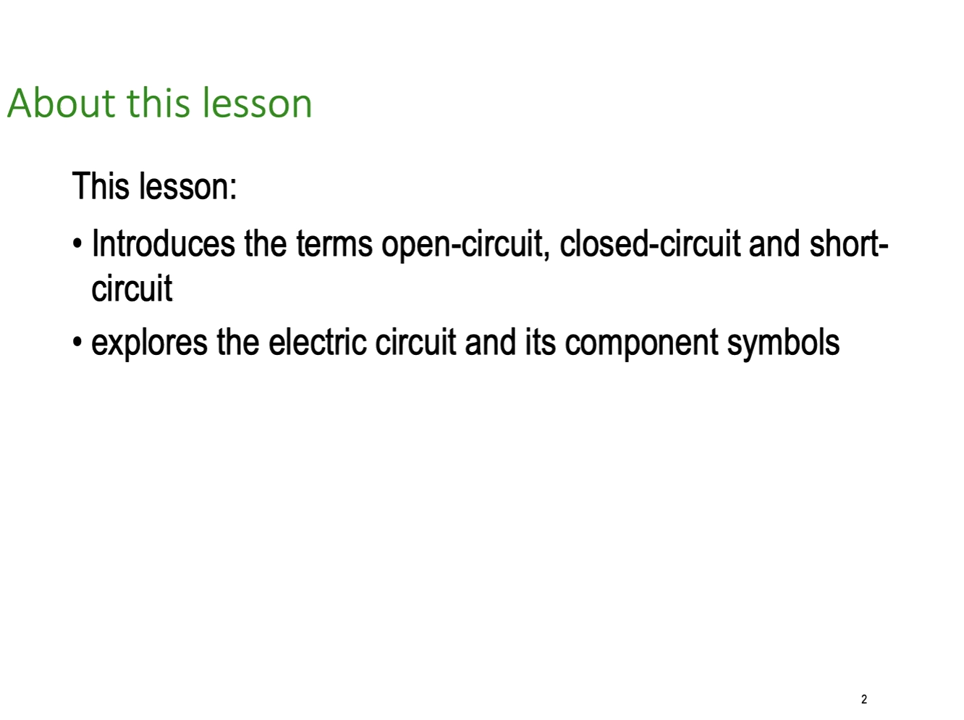 About this lesson
This lesson:
• Introduces the terms open-circuit, closed-circuit and short-
circuit
• explores the electric circuit and its component symbols
2